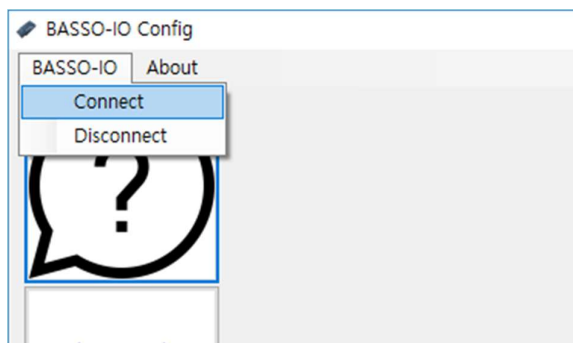 BASSO-IO Config
BASSO-IO About
Connect
Disconnect
?